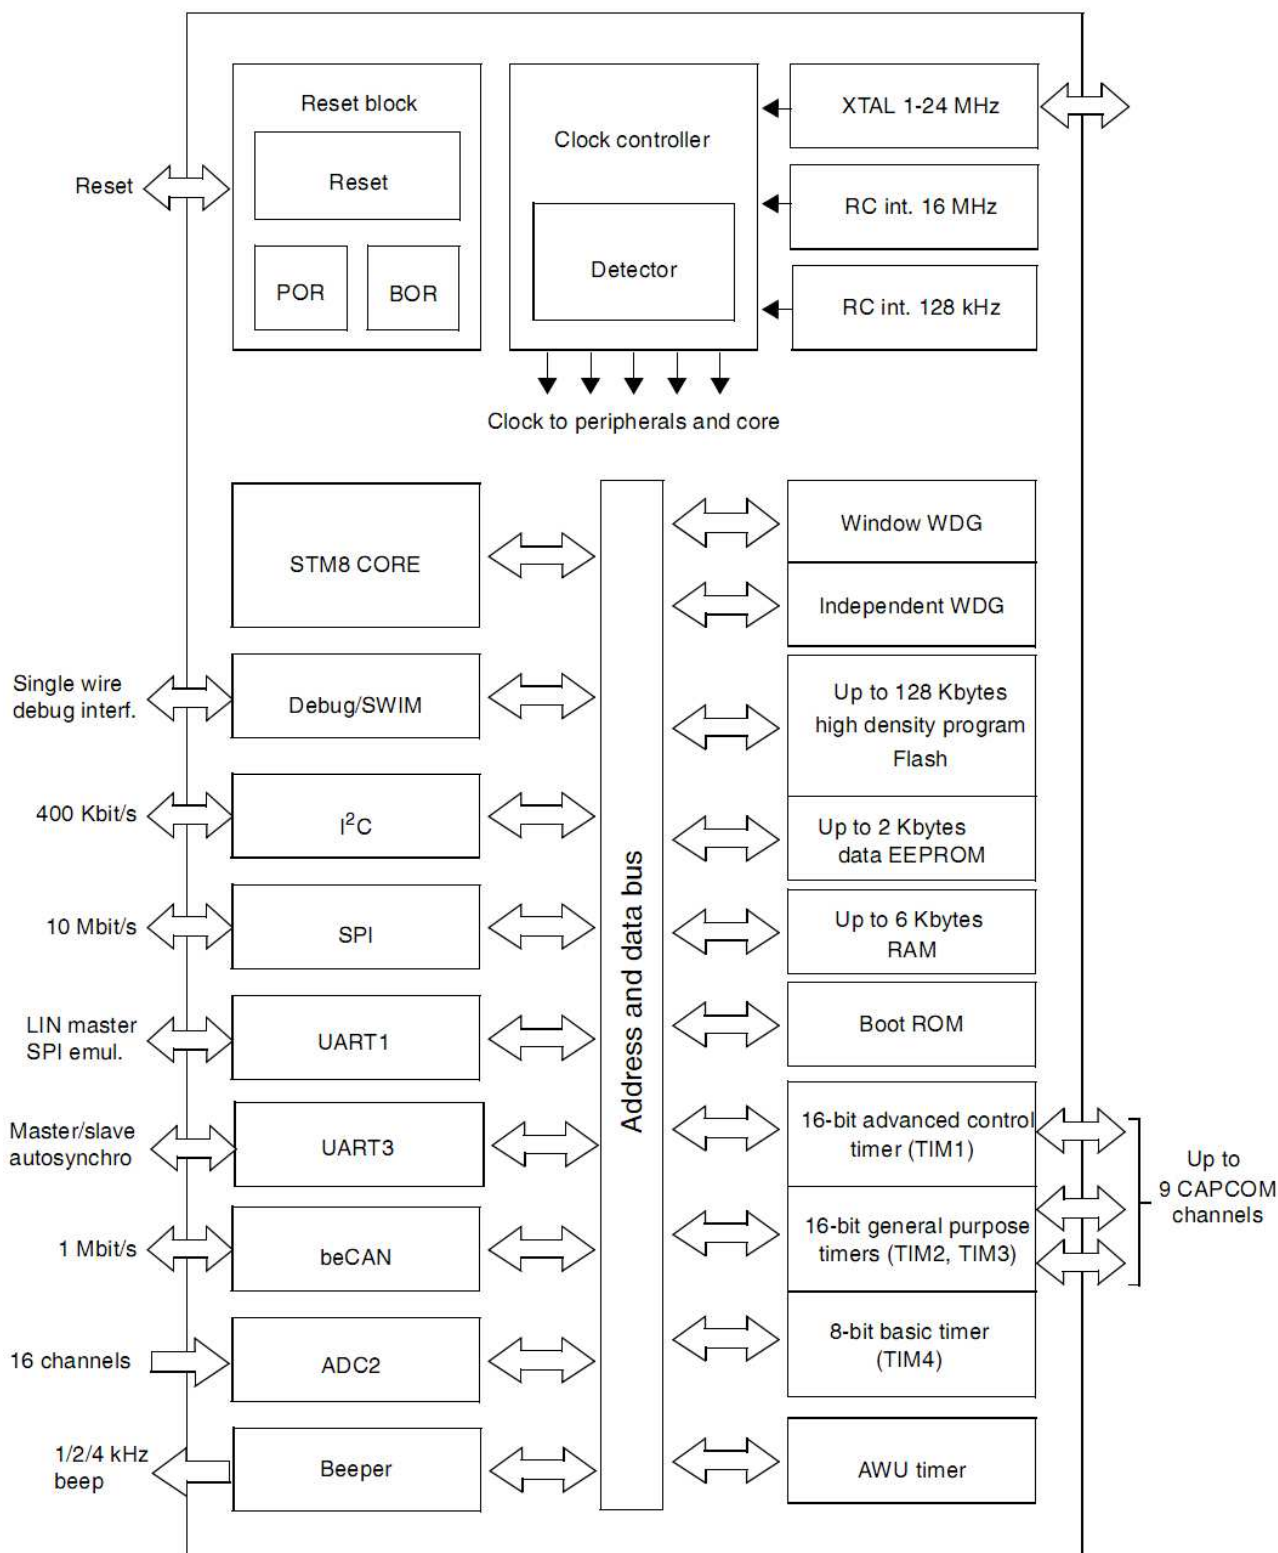 Reset block
Reset
POR
BOR
Reset
Clock controller
Detector
XTAL 1-24 MHz
RC int. 16 MHz
RC int. 128 kHz
Clock to peripherals and core
STM8 CORE
Single wire
debug interf.
Debug/SWIM
400 Kbit/s
I²C
10 Mbit/s
SPI
LIN master
SPI emul.
UART1
Master/slave
autosynchro
UART3
1 Mbit/s
beCAN
16 channels
ADC2
1/2/4 kHz
beep
Beeper
Address and data bus
Window WDG
Independent WDG
Up to 128 Kbytes
high density program
Flash
Up to 2 Kbytes
data EEPROM
Up to 6 Kbytes
RAM
Boot ROM
16-bit advanced control
timer (TIM1)
16-bit general purpose
timers (TIM2, TIM3)
8-bit basic timer
(TIM4)
AWU timer
Up to
9 CAPCOM
channels